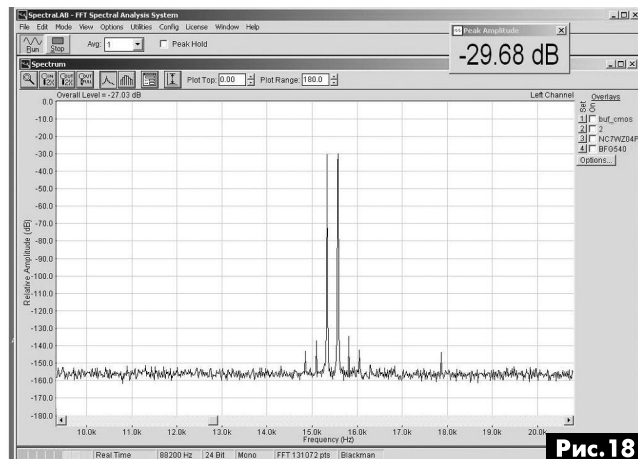 SpectraLAB - FFT Spectral Analysis System
File Edit Mode View Options Utilities Config License Window Help
Run Stop Avg: 1 Peak Hold
Peak Amplitude
-29.68 dB
Spectrum
Plot Top: 0.00 Plot Range: 180.0
Overall Level = -27.03 dB Left Channel
Overlays
Set On
1 buf_cmos
2 2
3 NC7WZ04P
4 BFG540
Options...
Relative Amplitude (dB)
0.0
-10.0
-20.0
-30.0
-40.0
-50.0
-60.0
-70.0
-80.0
-90.0
-100.0
-110.0
-120.0
-130.0
-140.0
-150.0
-160.0
-170.0
-180.0
10.0k 11.0k 12.0k 13.0k 14.0k 15.0k 16.0k 17.0k 18.0k 19.0k 20.0k
Frequency (Hz)
Real Time 88200 Hz 24 Bit Mono FFT 131072 pts Blackman
Рис.18